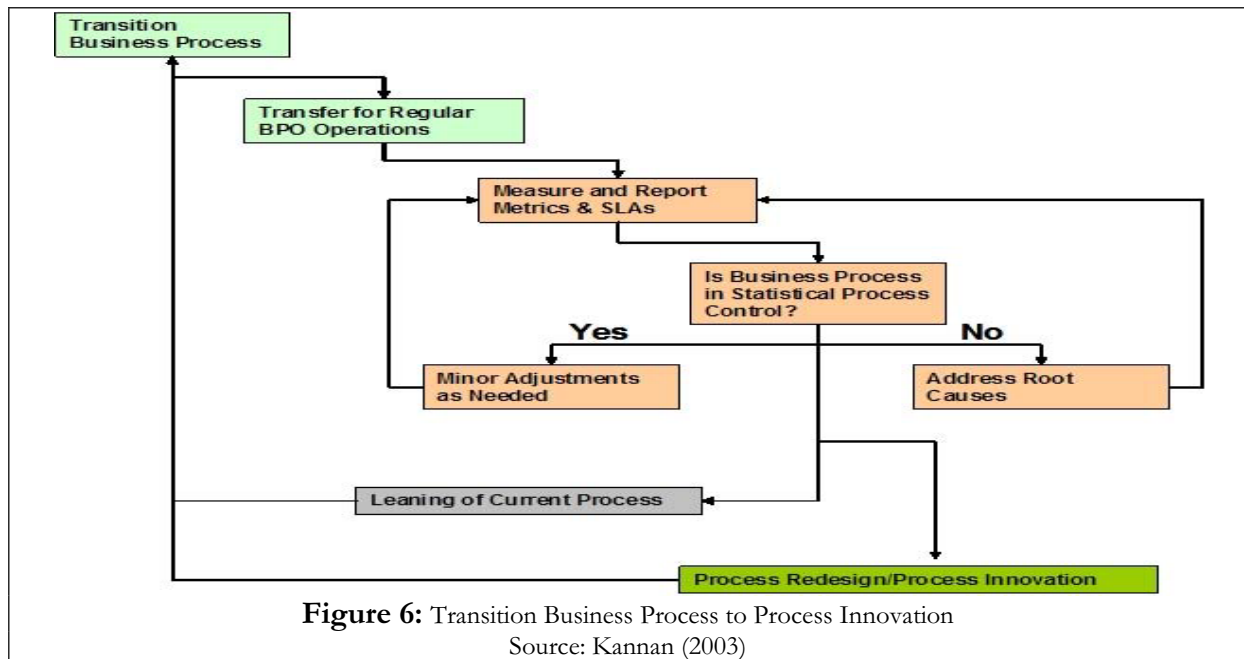 Transition
Business Process
Transfer for Regular
BPO Operations
Measure and Report
Metrics & SLAs
Is Business Process
in Statistical Process
Control?
Yes
No
Minor Adjustments
as Needed
Address Root
Causes
Leaning of Current Process
Process Redesign/Process Innovation
Figure 6: Transition Business Process to Process Innovation
Source: Kannan (2003)